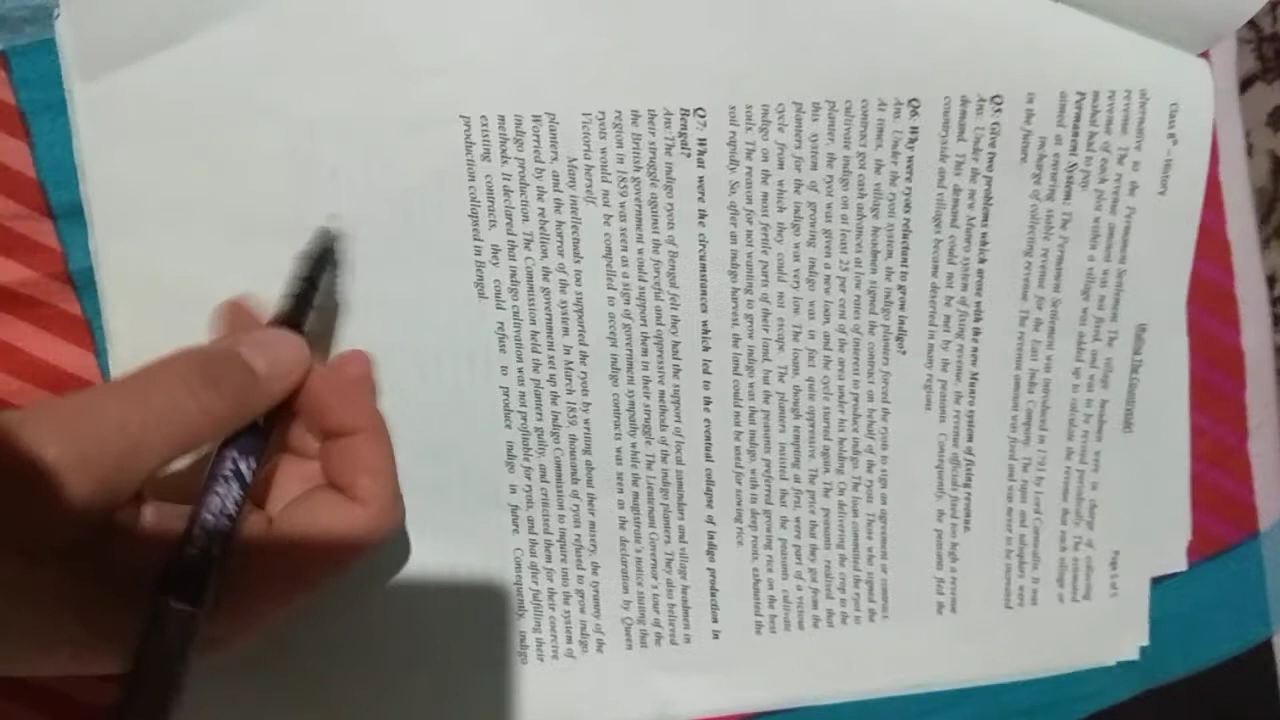 Class 8th - History
Page 5 of 5
(Ruling The Countryside)
alternative to the Permanent Settlement. The village headmen were in charge of collecting
revenue. The revenue amount was not fixed, and was to be revised periodically. The estimated
revenue of each plot within a village was added up to calculate the revenue that each village or
mahal had to pay.
Permanent System: The Permanent Settlement was introduced in 1793 by Lord Cornwallis. It was
aimed at ensuring stable revenue for the East India Company. The rajas and taluqdars were
incharge of collecting revenue. The revenue amount was fixed and was never to be increased
in the future.
Q5: Give two problems which arose with the new Munro system of fixing revenue.
Ans: Under the new Munro system of fixing revenue, the revenue official fixed too high a revenue
demand. This demand could not be met by the peasants. Consequently, the peasants fled the
countryside and villages became deserted in many regions.
Q6: Why were ryots reluctant to grow indigo?
Ans: Under the ryoti system, the indigo planters forced the ryots to sign an agreement or contract.
At times, the village headmen signed the contract on behalf of the ryots. Those who signed the
contract got cash advances at low rates of interest to produce indigo. The loan committed the ryot to
cultivate indigo on at least 25 per cent of the area under his holding. On delivering the crop to the
planter, the ryot was given a new loan, and the cycle started again. The peasants realised that
this system of growing indigo was in fact quite oppressive. The price that they got from the
planters for the indigo was very low. The loans, though tempting at first, were part of a vicious
cycle from which they could not escape. The planters insisted that the peasants cultivate
indigo on the most fertile parts of their land, but the peasants preferred growing rice on the best
soils. The reason for not wanting to grow indigo was that indigo, with its deep roots, exhausted the
soil rapidly. So, after an indigo harvest, the land could not be used for sowing rice.
Q7: What were the circumstances which led to the eventual collapse of indigo production in
Bengal?
Ans: The indigo ryots of Bengal felt they had the support of local zamindars and village headmen in
their struggle against the forceful and oppressive methods of the indigo planters. They also believed
the British government would support them in their struggle. The Lieutenant Governor's tour of the
region in 1859 was seen as a sign of government sympathy while the magistrate's notice stating that
ryots would not be compelled to accept indigo contracts was seen as the declaration by Queen
Victoria herself.
Many intellectuals too supported the ryots by writing about their misery, the tyranny of the
planters, and the horror of the system. In March 1859, thousands of ryots refused to grow indigo.
Worried by the rebellion, the government set up the Indigo Commission to inquire into the system of
indigo production. The Commission held the planters guilty, and criticised them for their coercive
methods. It declared that indigo cultivation was not profitable for ryots, and that after fulfilling their
existing contracts, they could refuse to produce indigo in future. Consequently, indigo
production collapsed in Bengal.